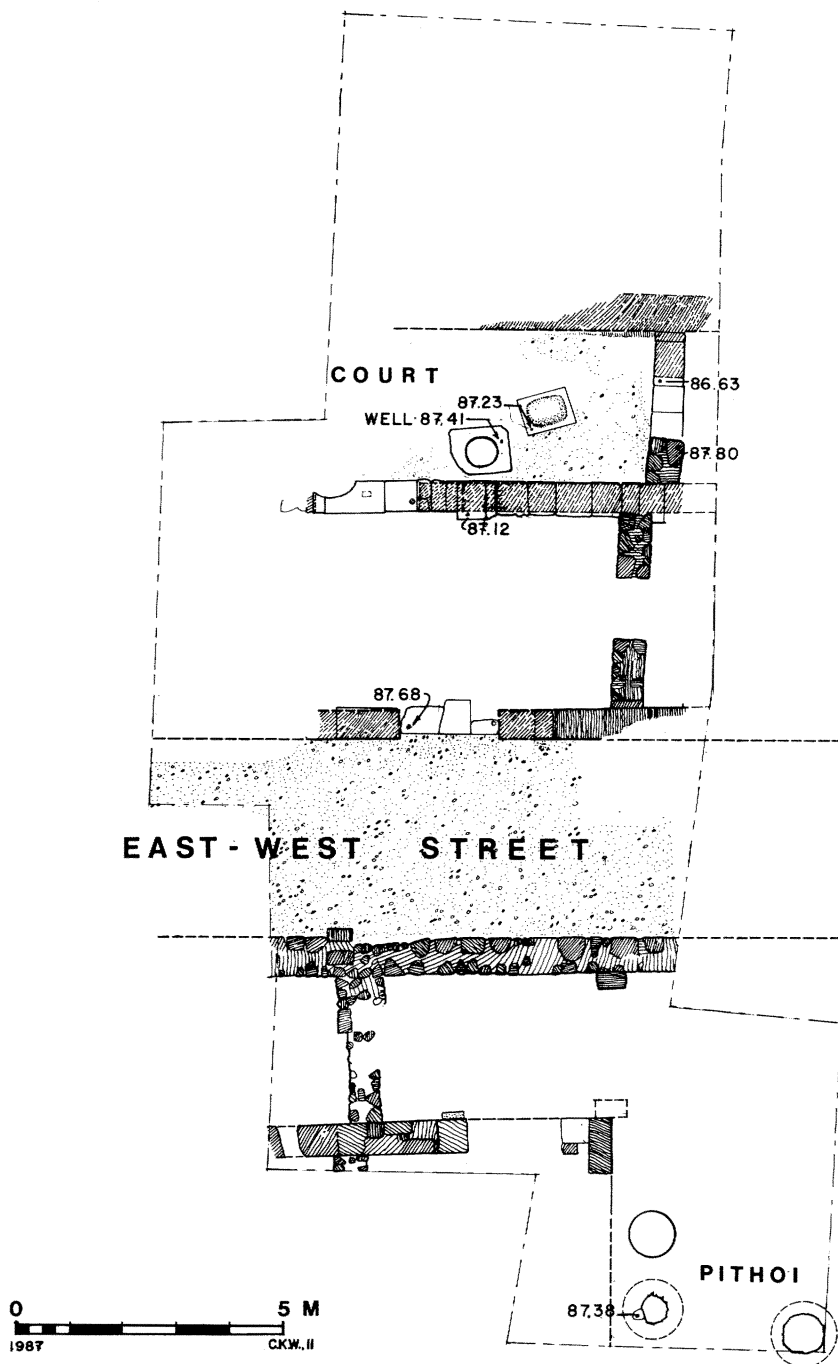 COURT
86.63
87.23
WELL 87.41
87.80
87.12
87.68
EAST-WEST STREET
PITHOI
87.38
0 5 M
1987 C.K.W., II